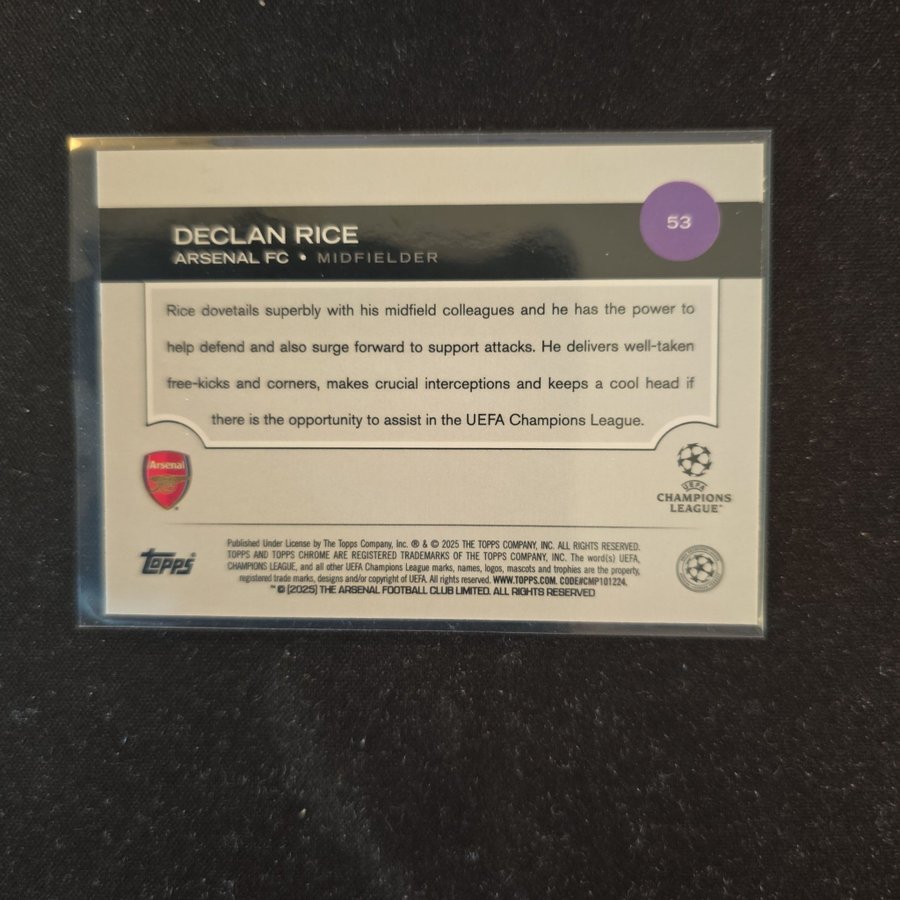 53
DECLAN RICE
ARSENAL FC • MIDFIELDER
Rice dovetails superbly with his midfield colleagues and he has the power to
help defend and also surge forward to support attacks. He delivers well-taken
free-kicks and corners, makes crucial interceptions and keeps a cool head if
there is the opportunity to assist in the UEFA Champions League.
Arsenal
UEFA
CHAMPIONS
LEAGUE™
topps
Published Under License by The Topps Company, Inc. ® & © 2025 THE TOPPS COMPANY, INC. ALL RIGHTS RESERVED.
TOPPS AND TOPPS CHROME ARE REGISTERED TRADEMARKS OF THE TOPPS COMPANY, INC. The word(s) UEFA,
CHAMPIONS LEAGUE, and all other UEFA Champions League marks, names, logos, mascots and trophies are the property,
registered trade marks, designs and/or copyright of UEFA. All rights reserved. WWW.TOPPS.COM. CODE#CMP101224.
™ © [2025] THE ARSENAL FOOTBALL CLUB LIMITED. ALL RIGHTS RESERVED